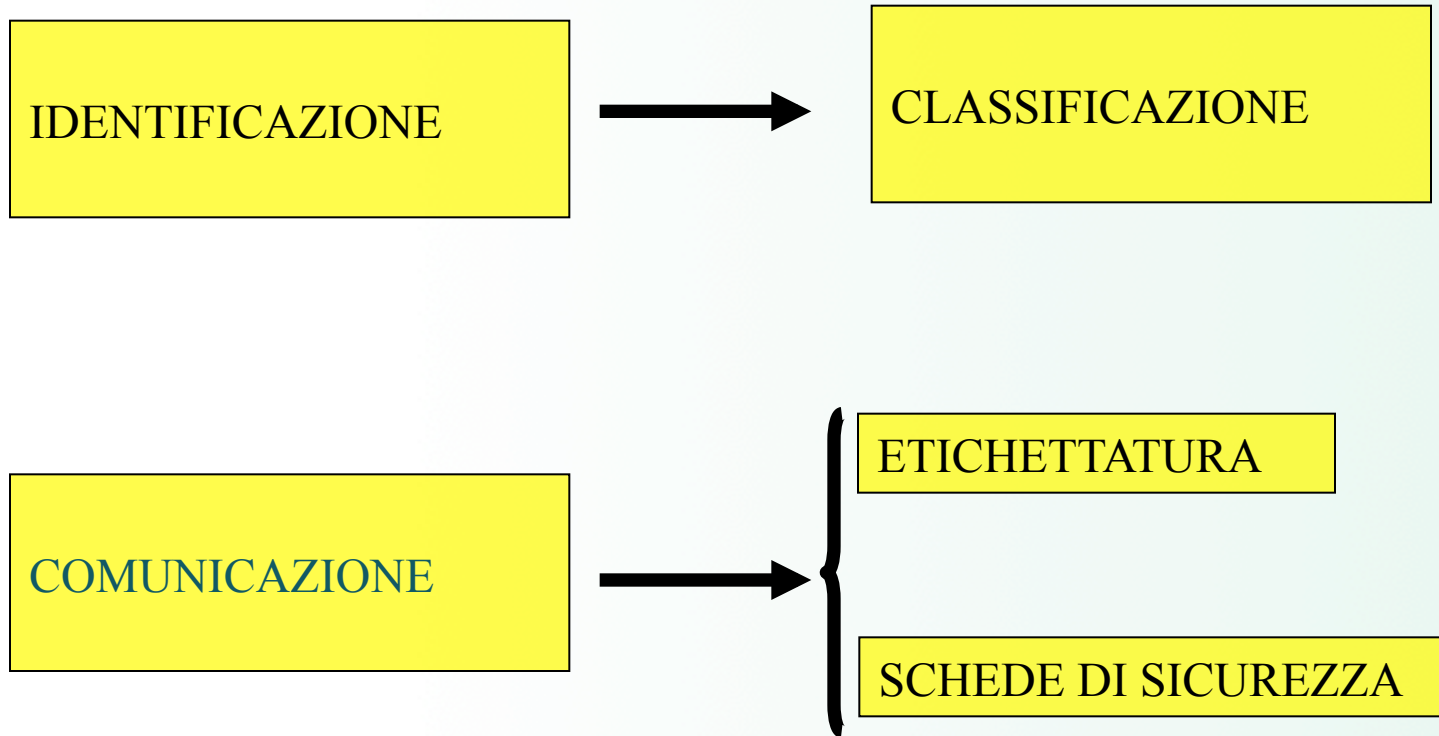 IDENTIFICAZIONE
CLASSIFICAZIONE
COMUNICAZIONE
ETICHETTATURA
SCHEDE DI SICUREZZA